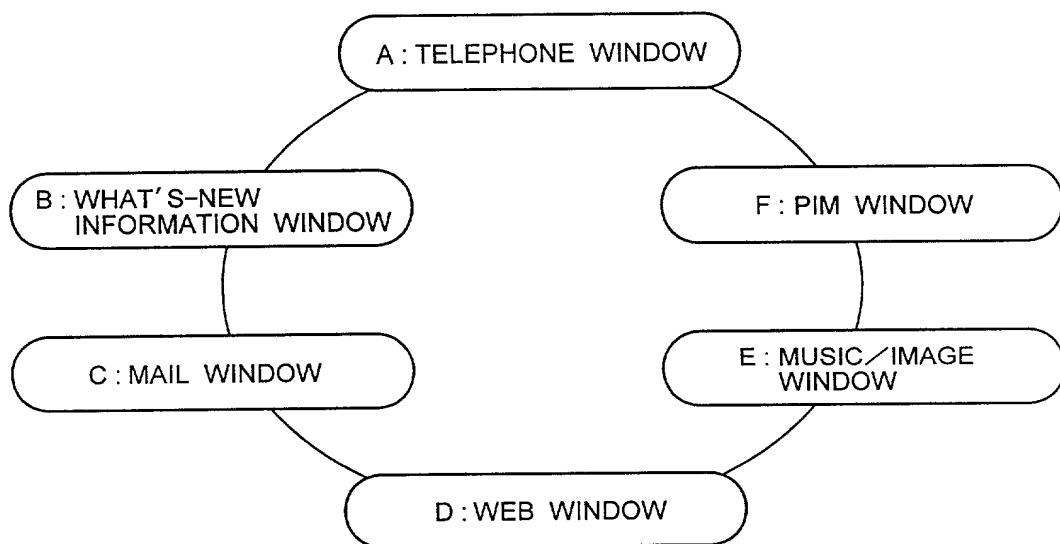 A : TELEPHONE WINDOW
B : WHAT'S-NEW
INFORMATION WINDOW
F : PIM WINDOW
C : MAIL WINDOW
E : MUSIC/IMAGE
WINDOW
D : WEB WINDOW